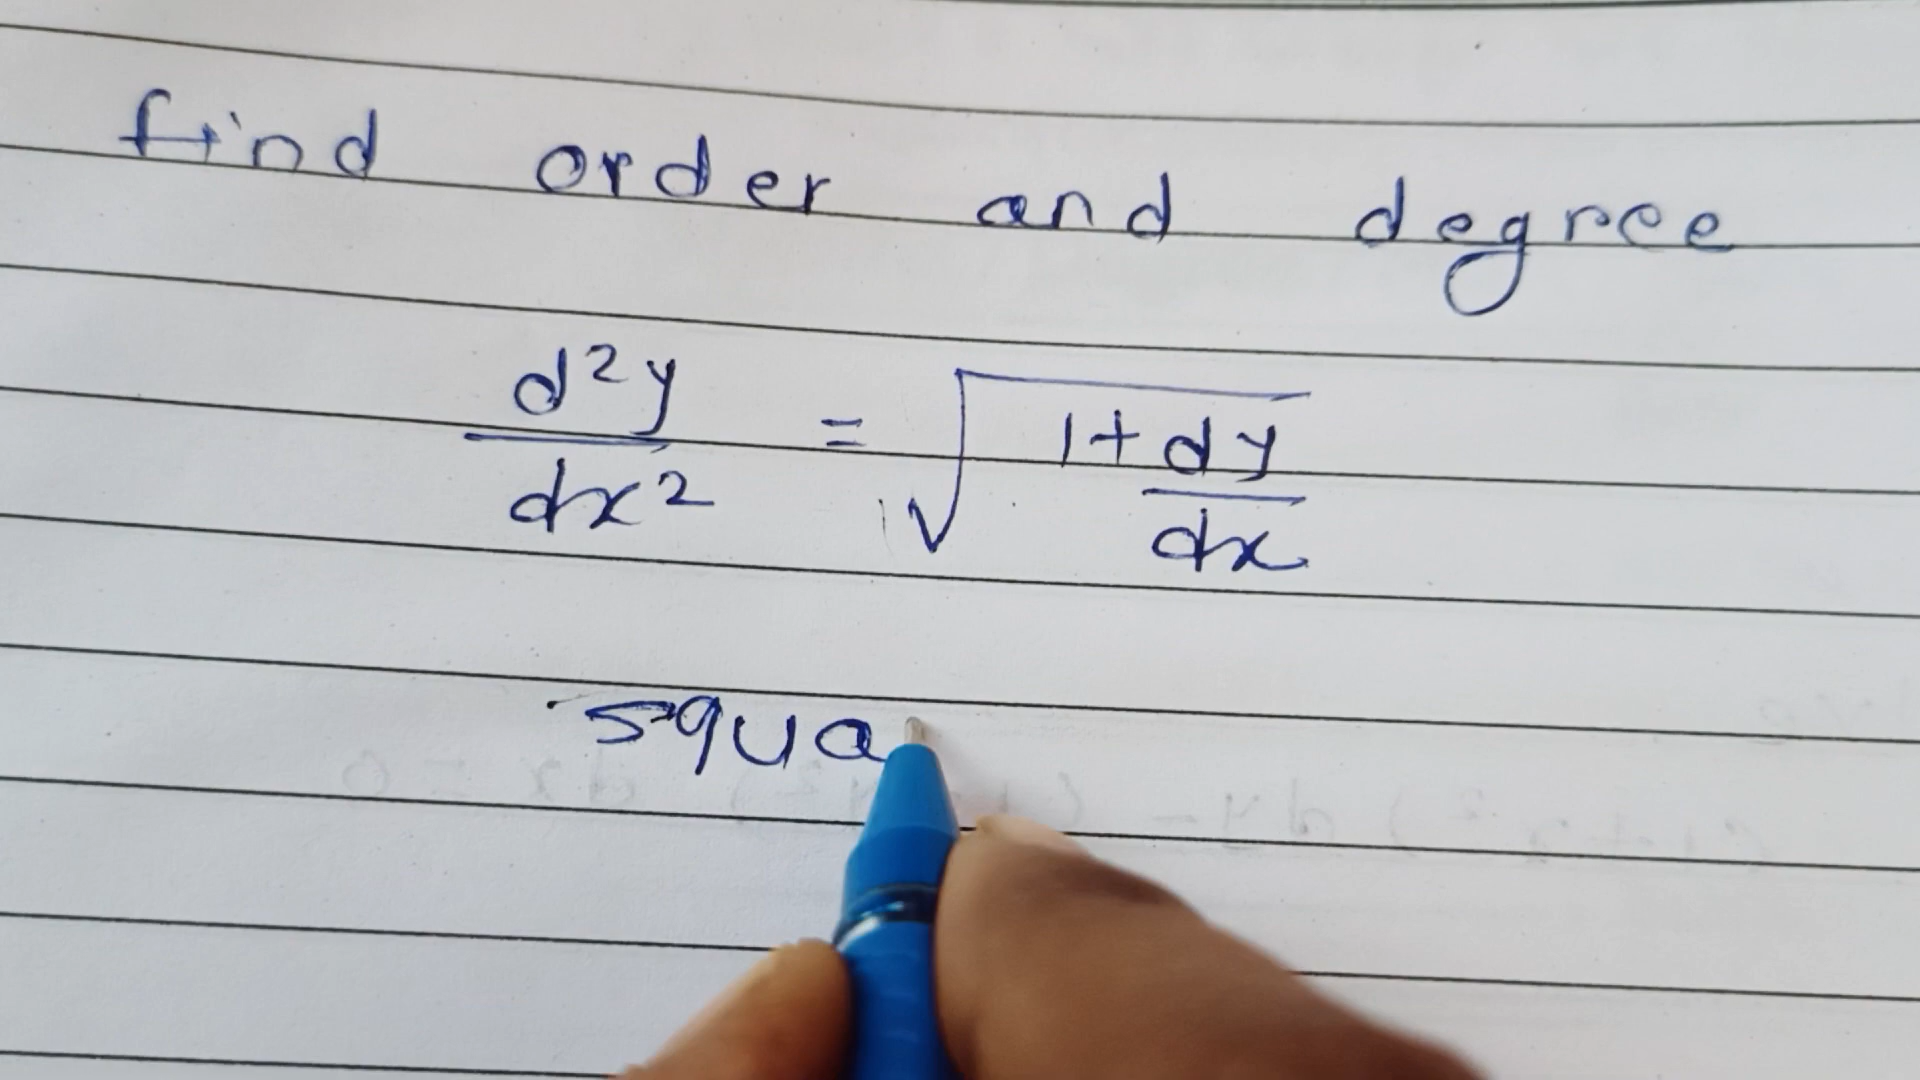 find order and degree
d²y/dx² = √(1+dy/dx)
squa